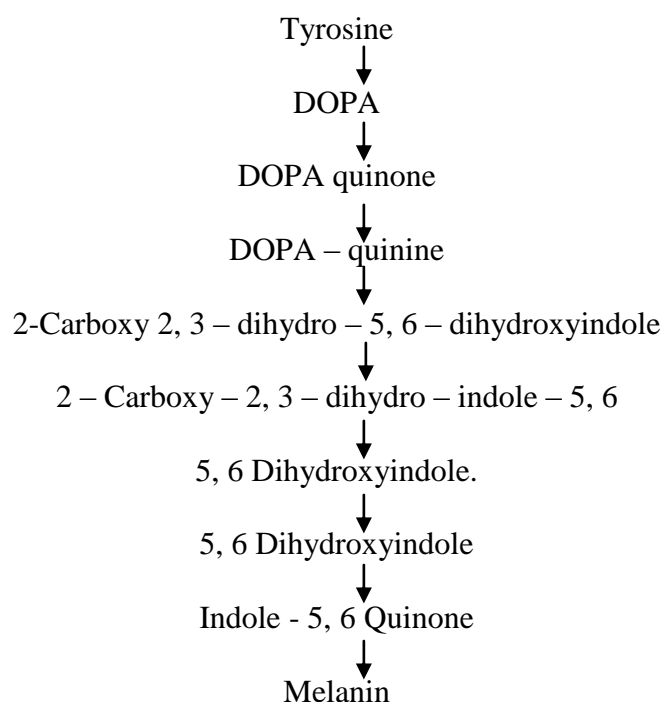 Tyrosine
DOPA
DOPA quinone
DOPA – quinine
2-Carboxy 2, 3 – dihydro – 5, 6 – dihydroxyindole
2 – Carboxy – 2, 3 – dihydro – indole – 5, 6
5, 6 Dihydroxyindole.
5, 6 Dihydroxyindole
Indole - 5, 6 Quinone
Melanin